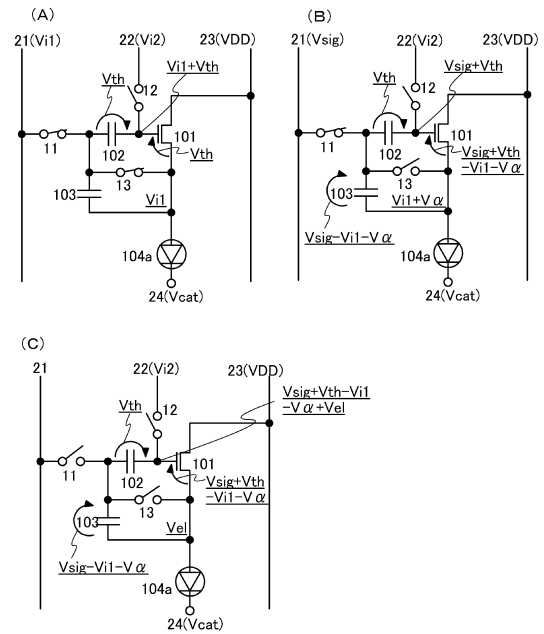 (A)
21(Vi1)
22(Vi2)
23(VDD)
Vi1+Vth
Vth
12
11
102
101
Vth
103
13
Vi1
104a
24(Vcat)
(B)
21(Vsig)
22(Vi2)
23(VDD)
Vsig+Vth
Vth
12
11
102
101
Vsig+Vth
-Vi1-Vα
103
13
Vi1+Vα
Vsig-Vi1-Vα
104a
24(Vcat)
(C)
21
22(Vi2)
23(VDD)
Vsig+Vth-Vi1
-Vα+Vel
Vth
12
11
102
101
Vsig+Vth
-Vi1-Vα
103
13
Vel
Vsig-Vi1-Vα
104a
24(Vcat)